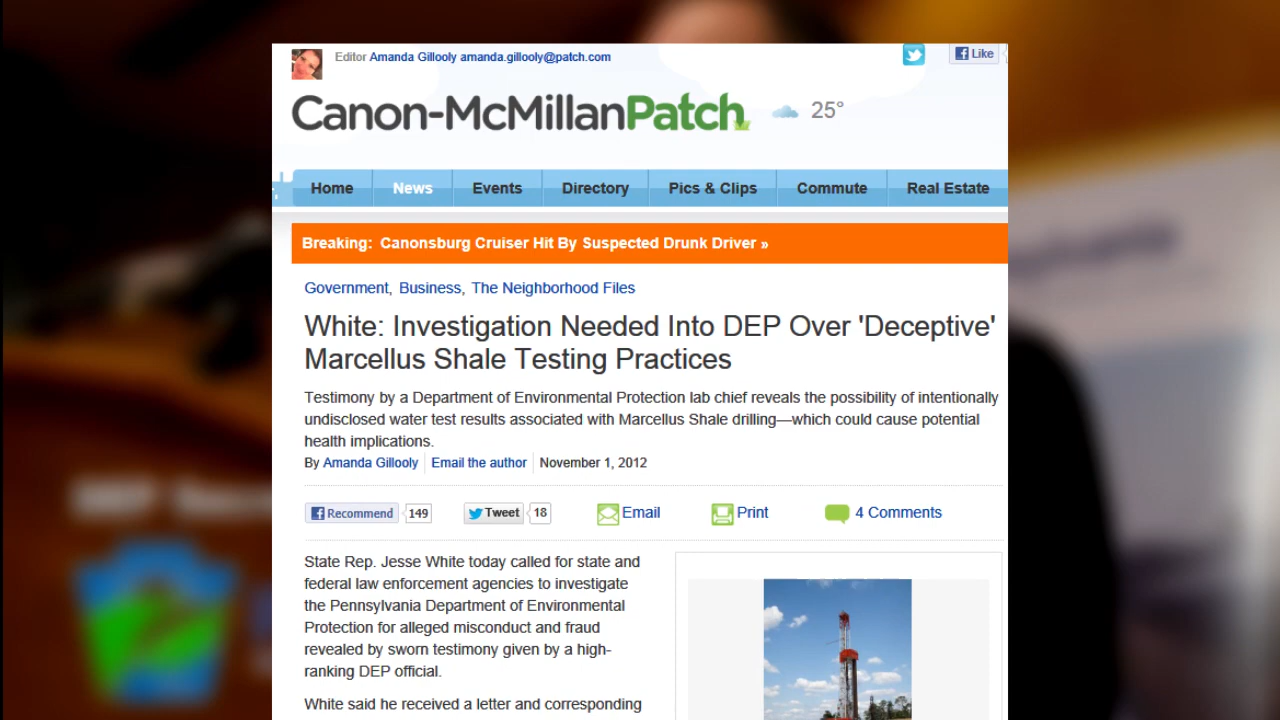 Editor Amanda Gillooly amanda.gillooly@patch.com
Like
Canon-McMillanPatch
25°
Home News Events Directory Pics & Clips Commute Real Estate
Breaking: Canonsburg Cruiser Hit By Suspected Drunk Driver »
Government, Business, The Neighborhood Files
White: Investigation Needed Into DEP Over 'Deceptive'
Marcellus Shale Testing Practices
Testimony by a Department of Environmental Protection lab chief reveals the possibility of intentionally
undisclosed water test results associated with Marcellus Shale drilling—which could cause potential
health implications.
By Amanda Gillooly Email the author November 1, 2012
Recommend 149 Tweet 18 Email Print 4 Comments
State Rep. Jesse White today called for state and
federal law enforcement agencies to investigate
the Pennsylvania Department of Environmental
Protection for alleged misconduct and fraud
revealed by sworn testimony given by a high-
ranking DEP official.
White said he received a letter and corresponding